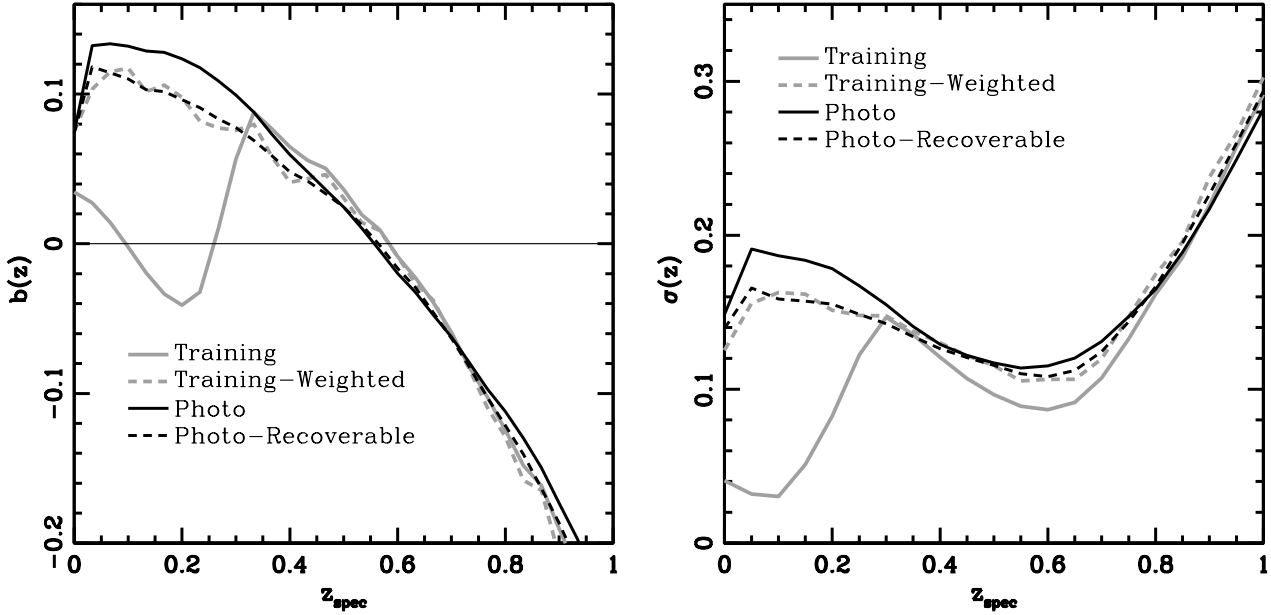 b(z)
0.1
0
−0.1
−0.2
Training
Training−Weighted
Photo
Photo−Recoverable
0 0.2 0.4 0.6 0.8 1
z_spec
σ(z)
0.3
0.2
0.1
0
Training
Training−Weighted
Photo
Photo−Recoverable
0 0.2 0.4 0.6 0.8 1
z_spec